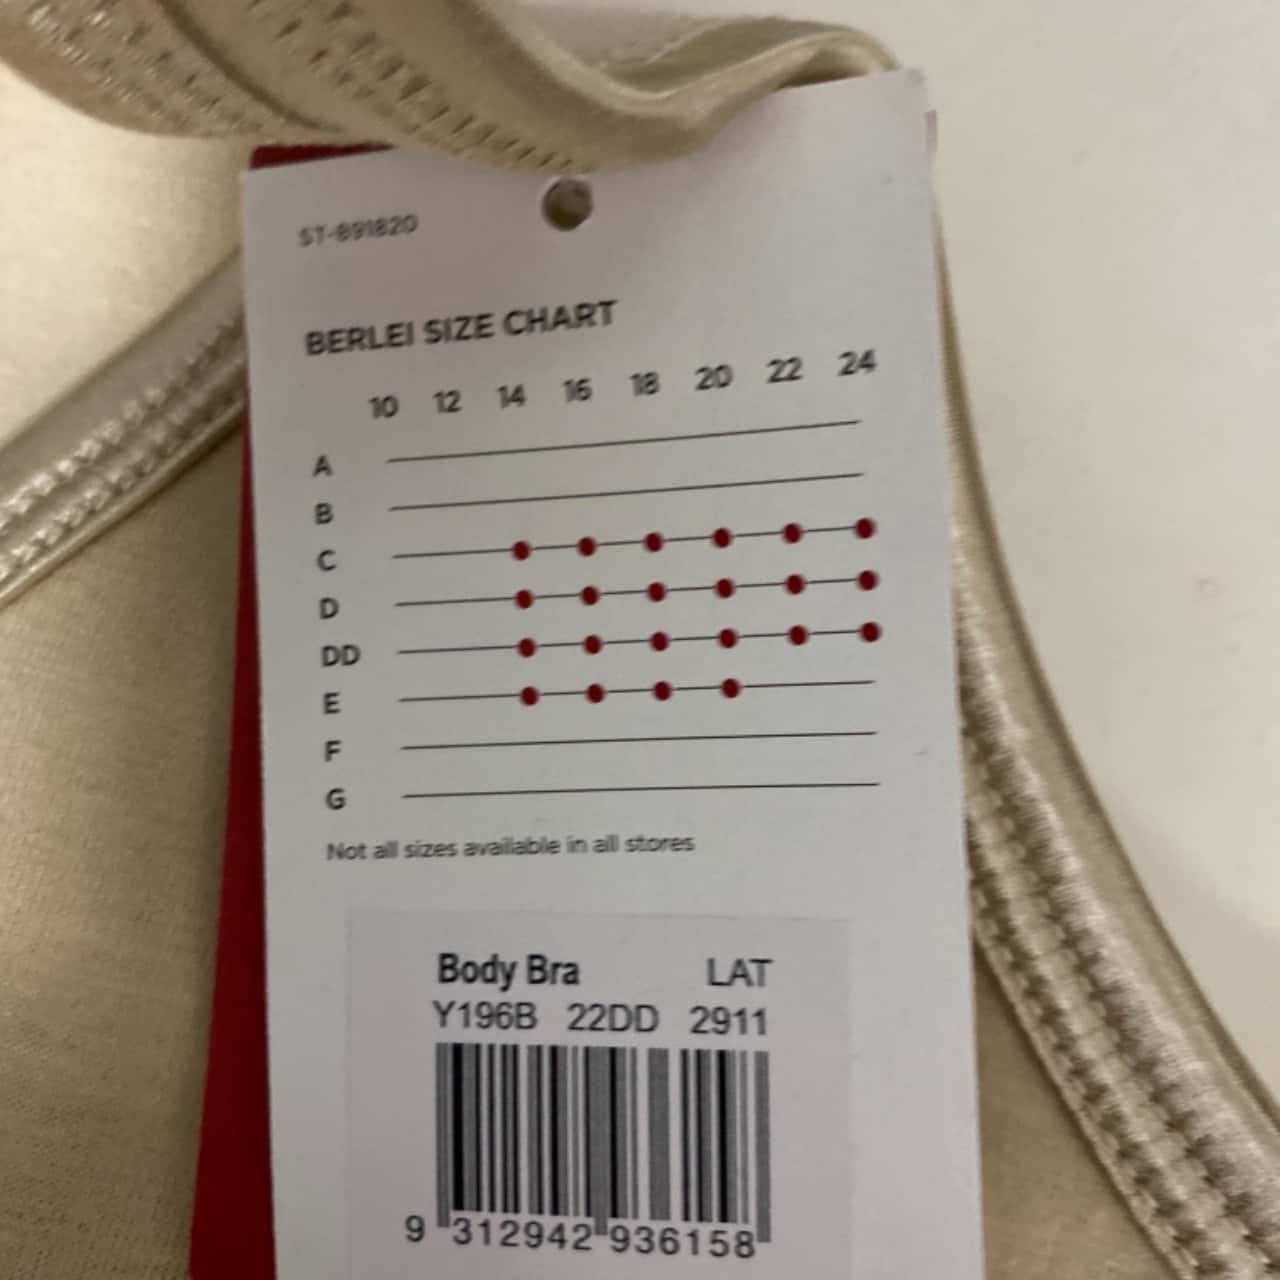 ST-891820
BERLEI SIZE CHART
10 12 14 16 18 20 22 24
A
B
C
D
DD
E
F
G
Not all sizes available in all stores
Body Bra LAT
Y196B 22DD 2911
9 312942 936158